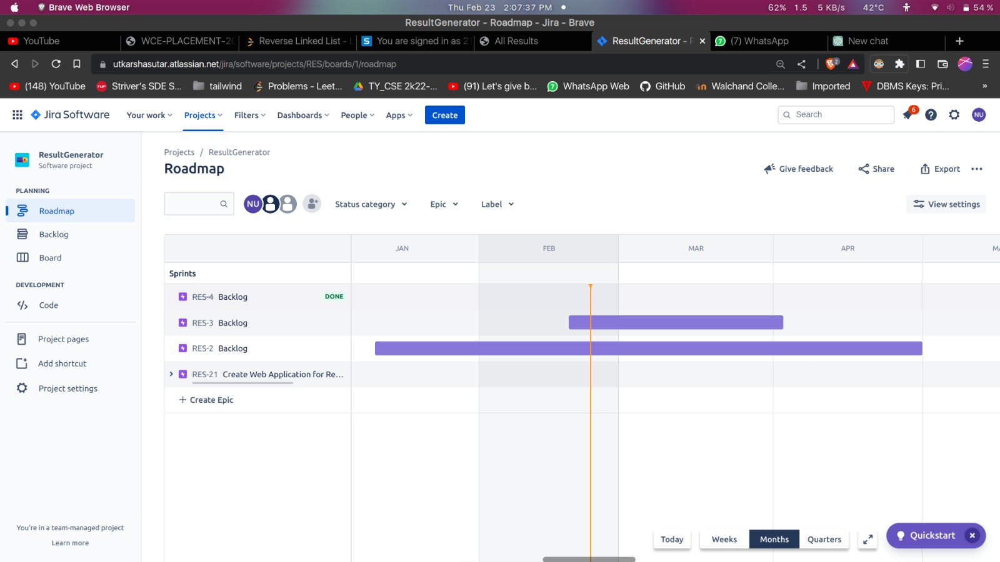 Brave Web Browser
Thu Feb 23 2:07:37 PM
62% 1.5 5 KB/s 42°C 54 %
ResultGenerator - Roadmap - Jira - Brave
YouTube
WCE-PLACEMENT-20
Reverse Linked List -
S You are signed in as 2
All Results
ResultGenerator -
(7) WhatsApp
New chat
utkarshasutar.atlassian.net/jira/software/projects/RES/boards/1/roadmap
2
(148) YouTube
Striver's SDE S...
tailwind
Problems - Leet...
TY_CSE 2k22-...
(91) Let's give b...
WhatsApp Web
GitHub
Walchand Colle...
Imported
DBMS Keys: Pri...
»
Jira Software
Your work
Projects
Filters
Dashboards
People
Apps
Create
Search
6
NU
ResultGenerator
Software project
PLANNING
Roadmap
Backlog
Board
DEVELOPMENT
Code
Project pages
Add shortcut
Project settings
You're in a team-managed project
Learn more
Projects / ResultGenerator
Roadmap
Give feedback
Share
Export
NU
Status category
Epic
Label
View settings
JAN FEB MAR APR MA
Sprints
RES-4 Backlog DONE
RES-3 Backlog
RES-2 Backlog
RES-21 Create Web Application for Re...
+ Create Epic
Today
Weeks
Months
Quarters
Quickstart